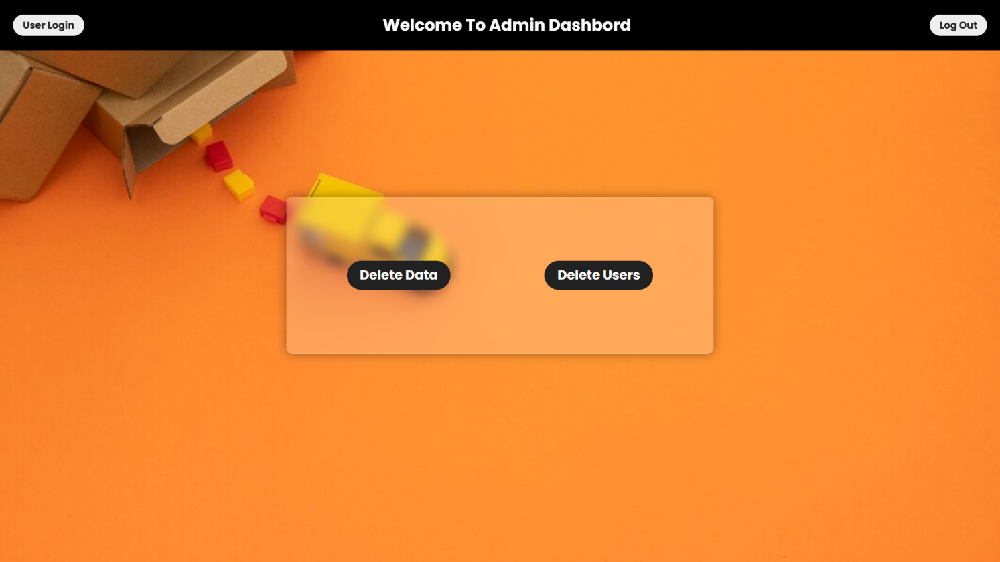 User Login
Welcome To Admin Dashbord
Log Out
Delete Data
Delete Users